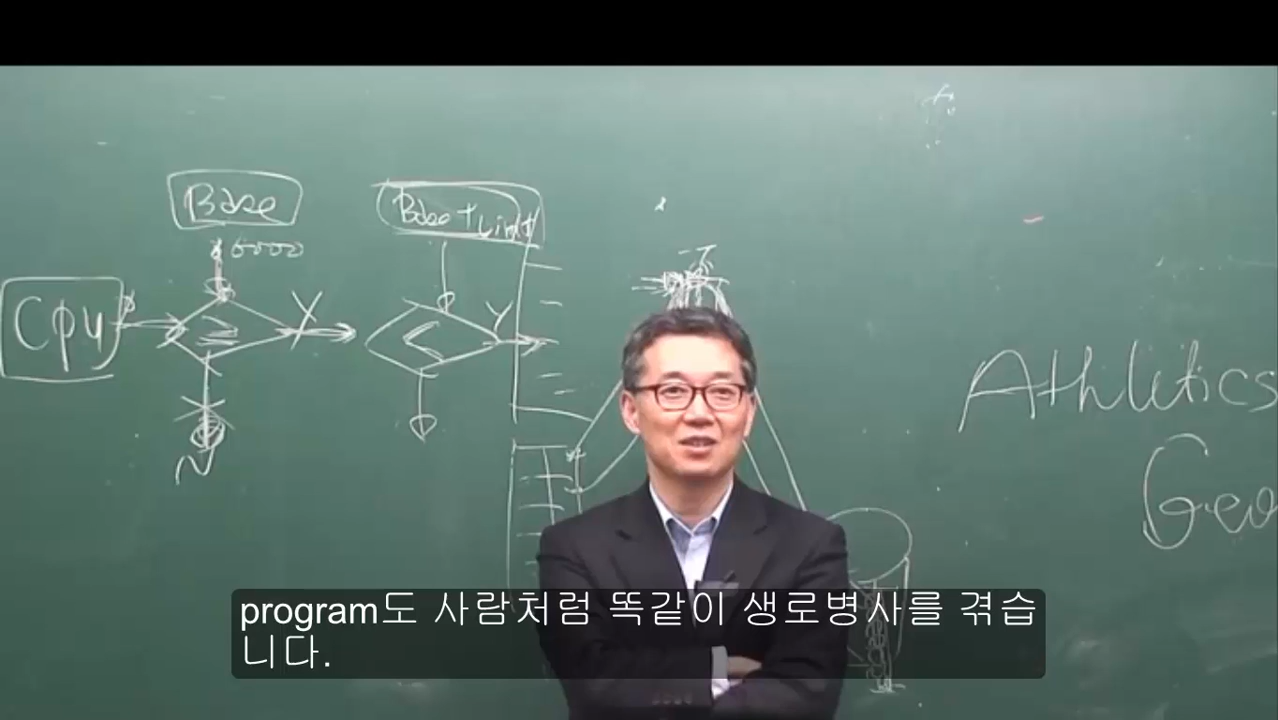 Base
Base + Limit
Cpu
Y
Y
N
Athletics
Geo
program도 사람처럼 똑같이 생로병사를 겪습
니다.